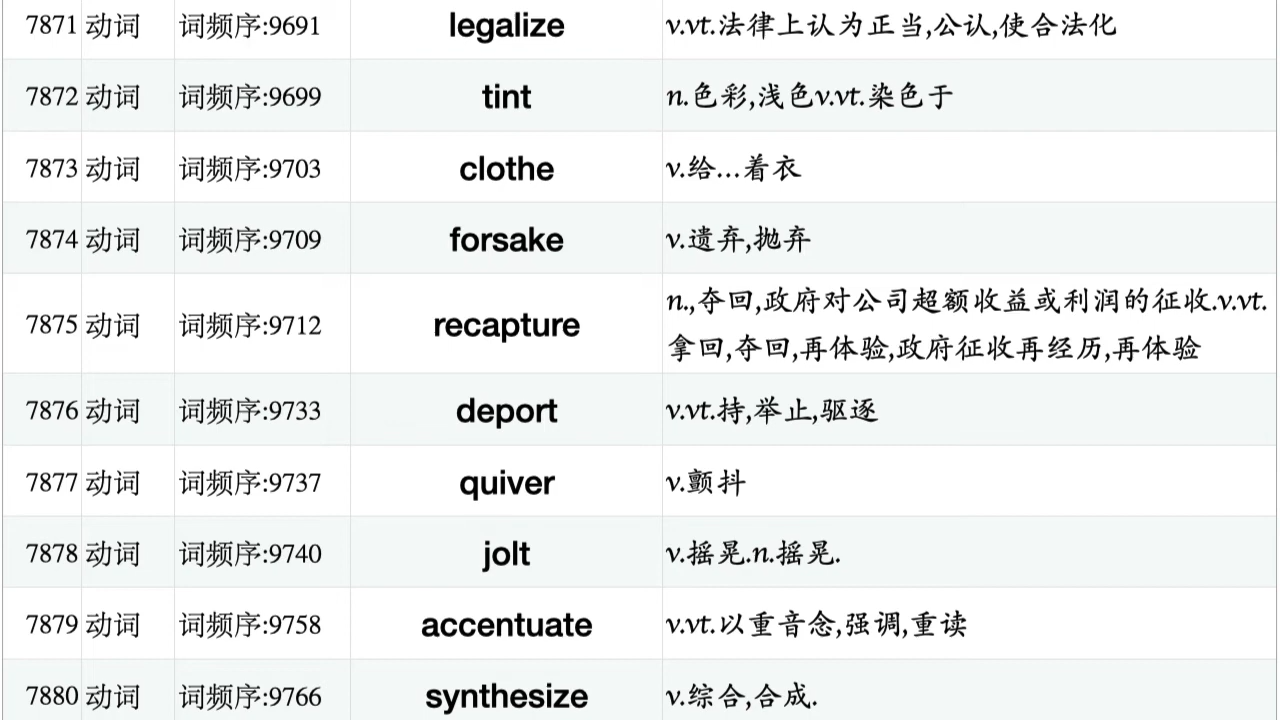 7871 动词 词频序:9691 legalize v.vt.法律上认为正当,公认,使合法化
7872 动词 词频序:9699 tint n.色彩,浅色v.vt.染色于
7873 动词 词频序:9703 clothe v.给...着衣
7874 动词 词频序:9709 forsake v.遗弃,抛弃
7875 动词 词频序:9712 recapture n.,夺回,政府对公司超额收益或利润的征收.v.vt.
拿回,夺回,再体验,政府征收再经历,再体验
7876 动词 词频序:9733 deport v.vt.持,举止,驱逐
7877 动词 词频序:9737 quiver v.颤抖
7878 动词 词频序:9740 jolt v.摇晃.n.摇晃.
7879 动词 词频序:9758 accentuate v.vt.以重音念,强调,重读
7880 动词 词频序:9766 synthesize v.综合,合成.